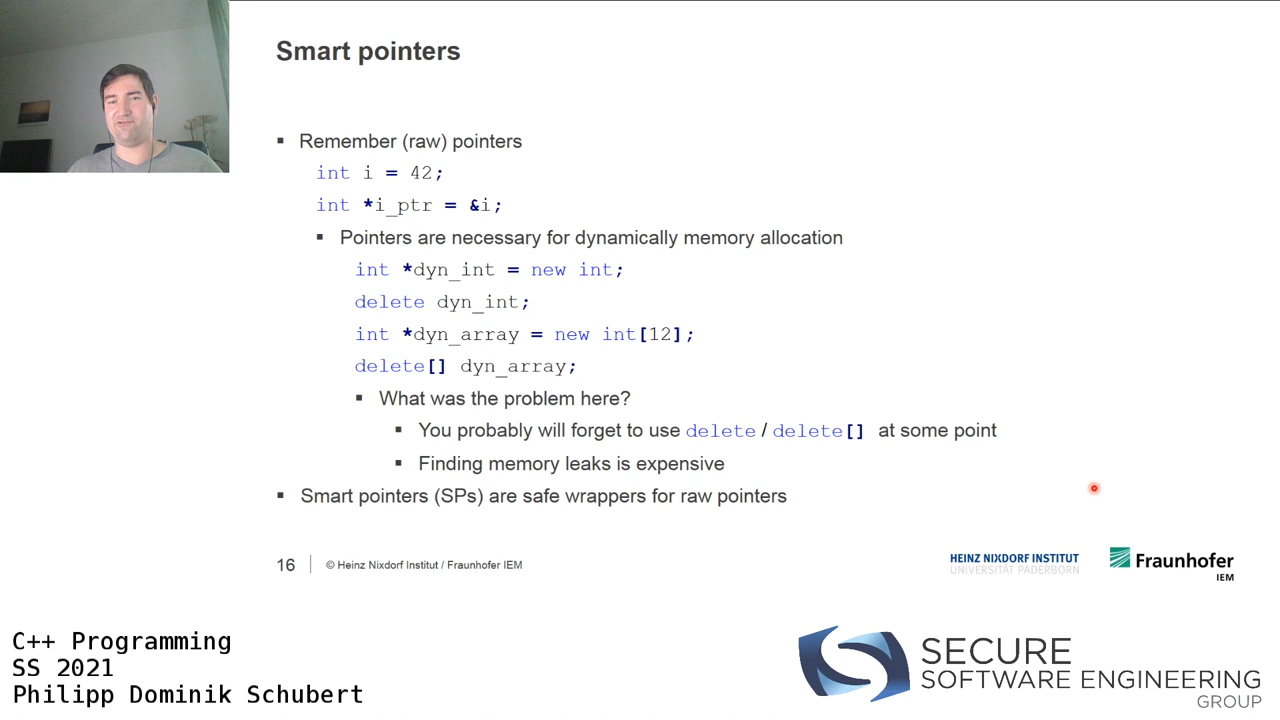 Smart pointers
▪ Remember (raw) pointers
int i = 42;
int *i_ptr = &i;
▪ Pointers are necessary for dynamically memory allocation
int *dyn_int = new int;
delete dyn_int;
int *dyn_array = new int[12];
delete[] dyn_array;
▪ What was the problem here?
▪ You probably will forget to use delete / delete[] at some point
▪ Finding memory leaks is expensive
▪ Smart pointers (SPs) are safe wrappers for raw pointers
16 © Heinz Nixdorf Institut / Fraunhofer IEM
HEINZ NIXDORF INSTITUT
UNIVERSITÄT PADERBORN
Fraunhofer
IEM
C++ Programming
SS 2021
Philipp Dominik Schubert
SECURE
SOFTWARE ENGINEERING
GROUP